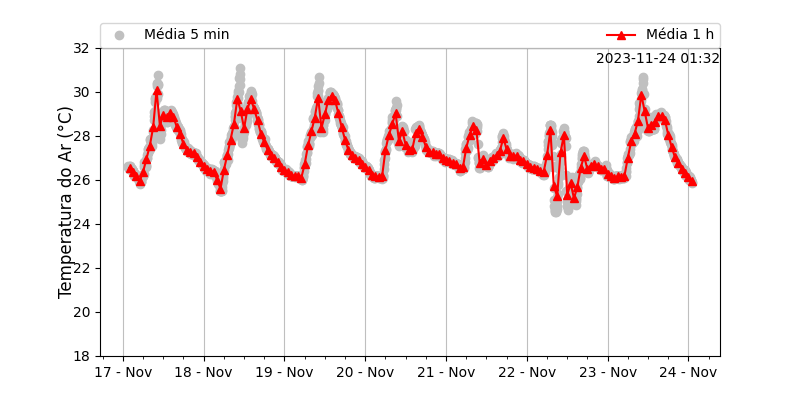 Média 5 min
Média 1 h
2023-11-24 01:32
Temperatura do Ar (°C)
32
30
28
26
24
22
20
18
17 - Nov
18 - Nov
19 - Nov
20 - Nov
21 - Nov
22 - Nov
23 - Nov
24 - Nov